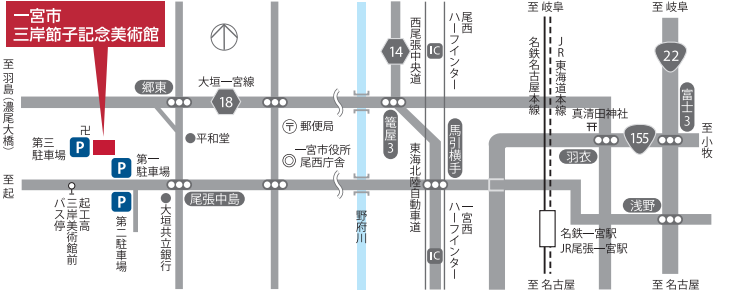 一宮市
三岸節子記念美術館
至羽島(濃尾大橋)
郷東
大垣一宮線
18
卍
第三
駐車場
P
平和堂
〒
郵便局
一宮市役所
尾西庁舎
第一
駐車場
P
至起
起工高
三岸美術館前
バス停
P
第二駐車場
大垣共立銀行
尾張中島
野府川
14
西尾張中央道
尾西
ハーフインター
IC
籠屋3
馬引横手
東海北陸自動車道
一宮西
ハーフインター
IC
至 岐阜
名鉄名古屋本線
JR東海道本線
真清田神社
羽衣
155
至 岐阜
22
富士3
至小牧
浅野
名鉄一宮駅
JR尾張一宮駅
至 名古屋
至 名古屋